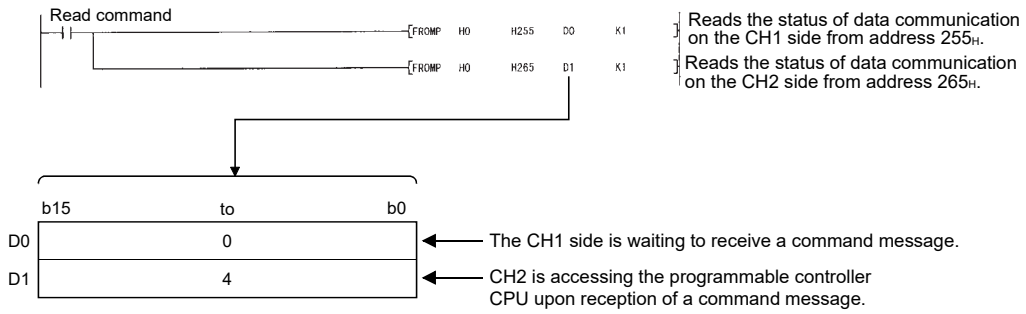 Read command
[FROMP H0 H255 D0 K1 ]
Reads the status of data communication
on the CH1 side from address 255H.
[FROMP H0 H265 D1 K1 ]
Reads the status of data communication
on the CH2 side from address 265H.
b15 to b0
D0 0 The CH1 side is waiting to receive a command message.
D1 4 CH2 is accessing the programmable controller
CPU upon reception of a command message.